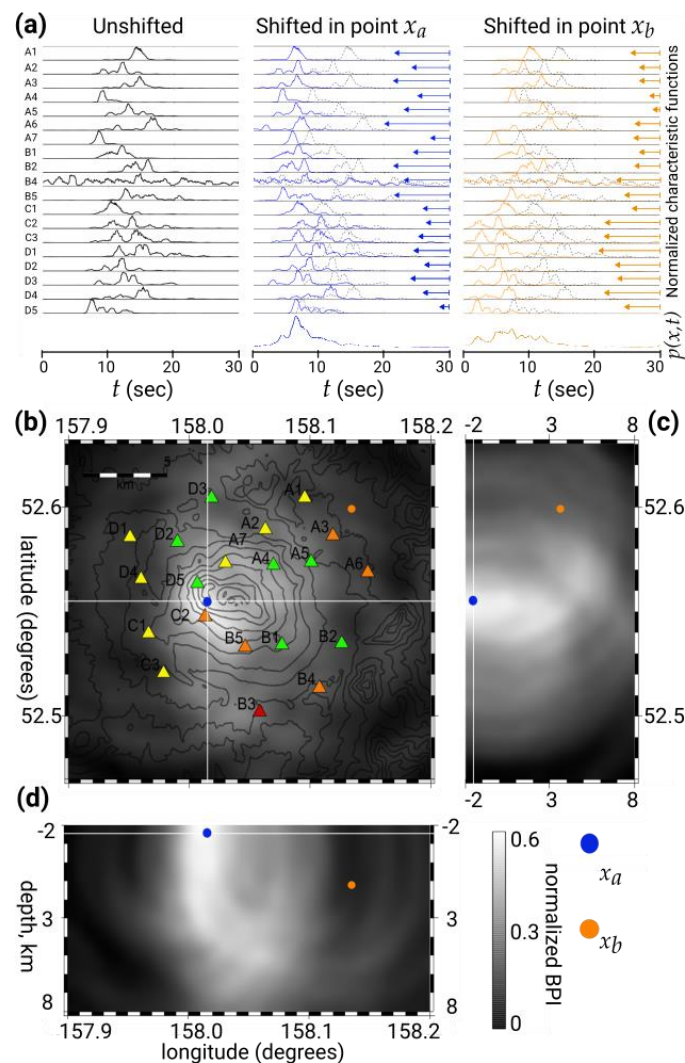 (a) Unshifted Shifted in point xₐ Shifted in point x_b
A1
A2
A3
A4
A5
A6
A7
B1
B2
B4
B5
C1
C2
C3
D1
D2
D3
D4
D5
Normalized characteristic functions
p(x,t)
0 10 20 30 0 10 20 30 0 10 20 30
t (sec) t (sec) t (sec)
(b) 157.9 158.0 158.1 158.2 -2 3 8 (c)
5
km
52.6 52.6
D3 A1
D1 D2 A2 A3
A7
D4 A4 A5 A6
D5
C2
C1 B5 B1 B2
C3
B4
B3
52.5 52.5
latitude (degrees)
-2 3 8
(d)
-2 -2
3 3
8 8
depth, km
157.9 158.0 158.1 158.2
longitude (degrees)
0.6
0.3
0
normalized BPI
xₐ
x_b